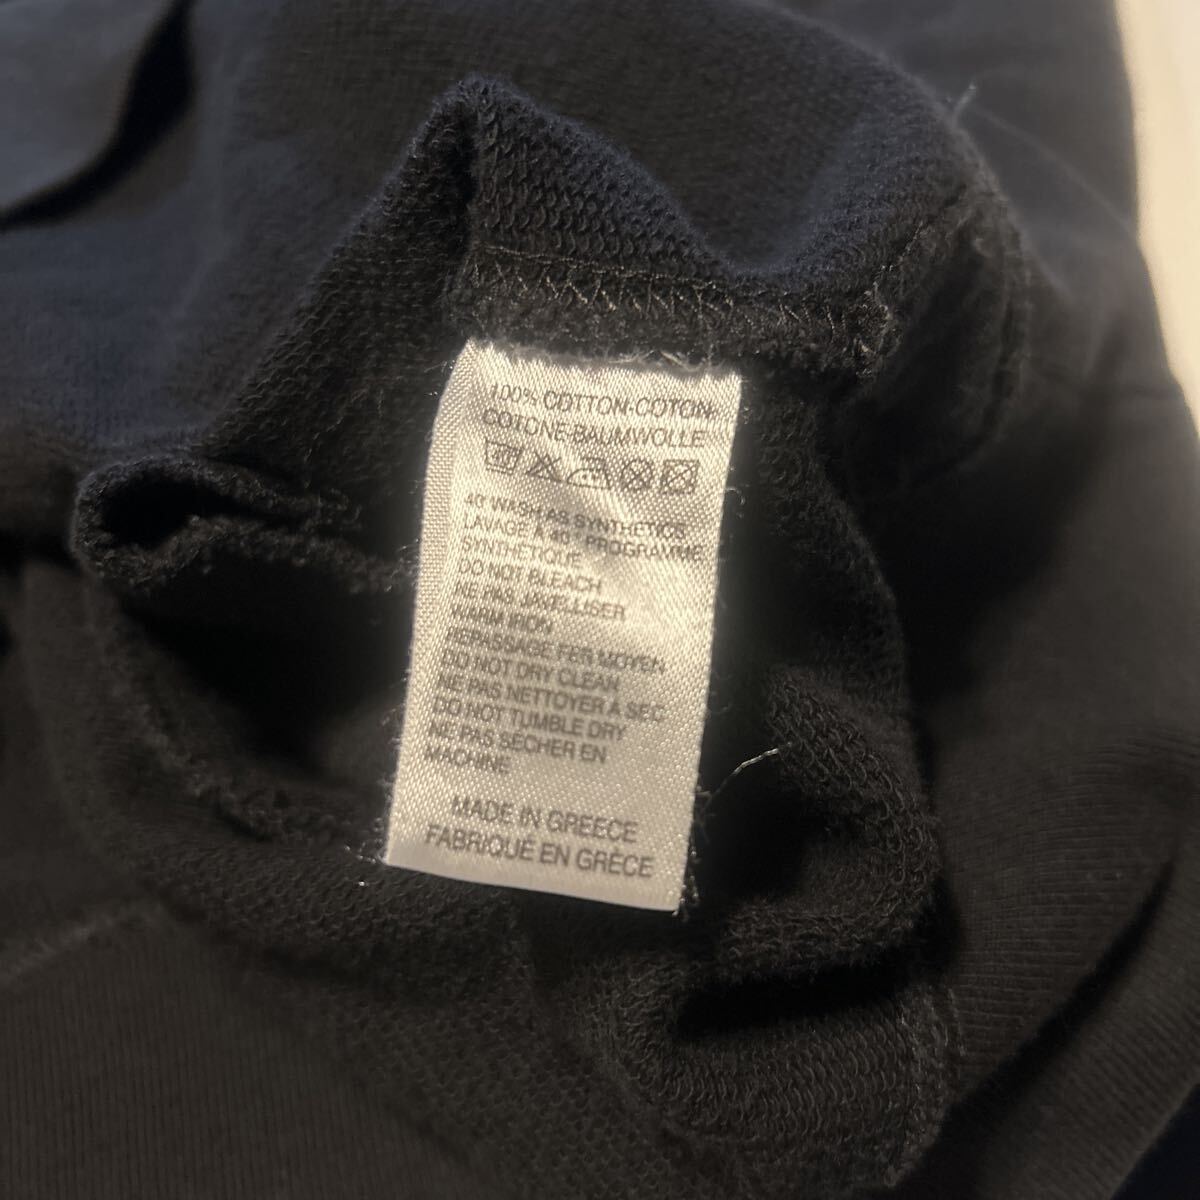 100% COTTON-COTON-
COTONE-BAUMWOLLE
40° WASH AS SYNTHETICS
LAVAGE À 40° PROGRAMME
SYNTHÉTIQUE
DO NOT BLEACH
NE PAS JAVELLISER
WARM IRON
REPASSAGE FER MOYEN
DO NOT DRY CLEAN
NE PAS NETTOYER A SEC
DO NOT TUMBLE DRY
NE PAS SÉCHER EN
MACHINE
MADE IN GREECE
FABRIQUÉ EN GRÈCE